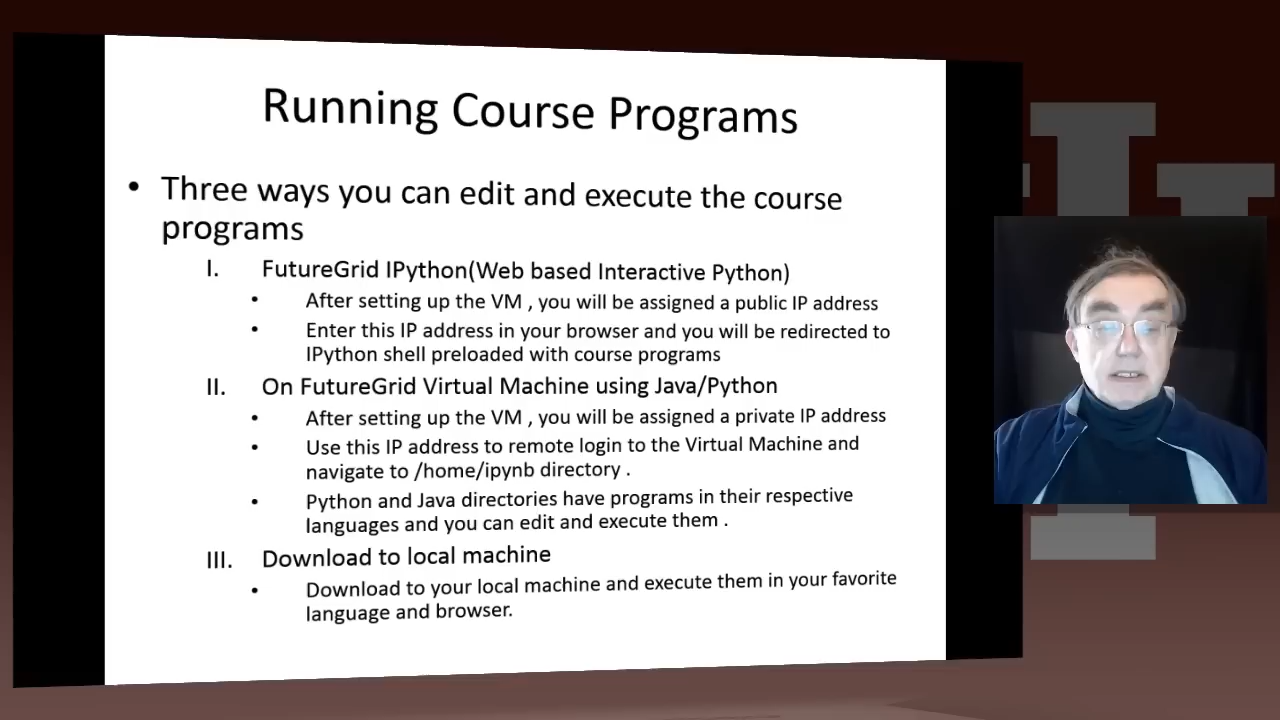 Running Course Programs
• Three ways you can edit and execute the course
programs
I. FutureGrid IPython(Web based Interactive Python)
• After setting up the VM , you will be assigned a public IP address
• Enter this IP address in your browser and you will be redirected to
IPython shell preloaded with course programs
II. On FutureGrid Virtual Machine using Java/Python
• After setting up the VM , you will be assigned a private IP address
• Use this IP address to remote login to the Virtual Machine and
navigate to /home/ipynb directory .
• Python and Java directories have programs in their respective
languages and you can edit and execute them .
III. Download to local machine
• Download to your local machine and execute them in your favorite
language and browser.